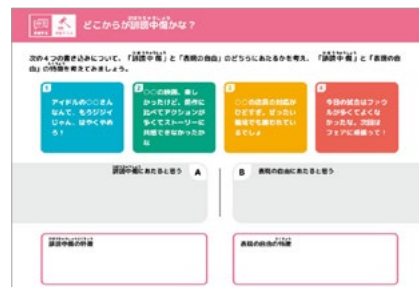 どこからが誹謗中傷かな?
次の4つの書き込みについて、「誹謗中傷」と「表現の自由」のどちらにあたるかを考え、「誹謗中傷」と「表現の自
由」の特徴を考えてみましょう。
アイドルの〇〇さん
なんて、もうジジイ
じゃん、はやくやめ
ろ!
〇〇の映画、楽し
かったけど、原作に
比べてアクションが
多くてストーリーに
共感できなかったか
な
〇〇の店員の対応が
ひどすぎ。ぜったい
職場でも嫌われてい
るでしょ
今日の試合はファウ
ルが多くてよくな
かったな。次回は
フェアに頑張って!
誹謗中傷にあたると思う
A
B
表現の自由にあたると思う
誹謗中傷の特徴
表現の自由の特徴